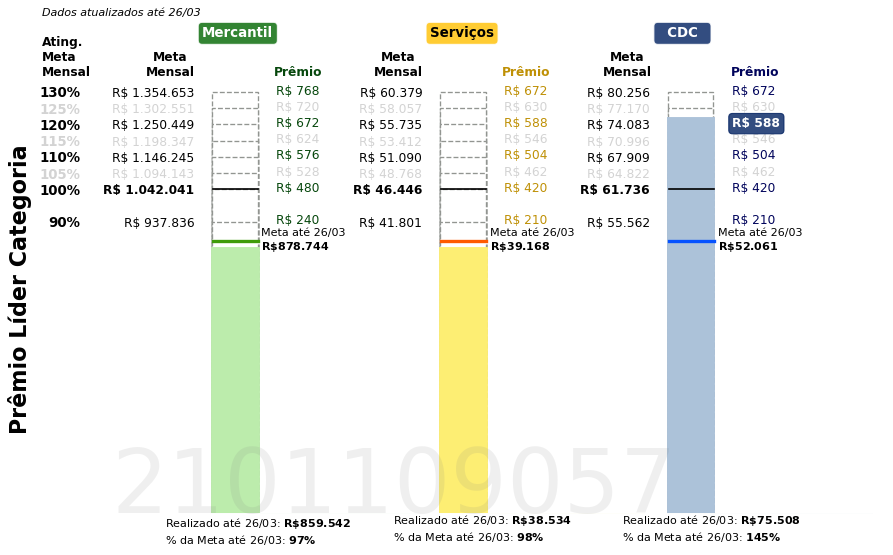 Dados atualizados até 26/03
Mercantil Serviços CDC
Ating.
Meta Meta Meta Meta
Mensal Mensal Prêmio Mensal Prêmio Mensal Prêmio
130% R$ 1.354.653 R$ 768 R$ 60.379 R$ 672 R$ 80.256 R$ 672
125% R$ 1.302.551 R$ 720 R$ 58.057 R$ 630 R$ 77.170 R$ 630
120% R$ 1.250.449 R$ 672 R$ 55.735 R$ 588 R$ 74.083 R$ 588
115% R$ 1.198.347 R$ 624 R$ 53.412 R$ 546 R$ 70.996 R$ 546
110% R$ 1.146.245 R$ 576 R$ 51.090 R$ 504 R$ 67.909 R$ 504
105% R$ 1.094.143 R$ 528 R$ 48.768 R$ 462 R$ 64.822 R$ 462
100% R$ 1.042.041 R$ 480 R$ 46.446 R$ 420 R$ 61.736 R$ 420
90% R$ 937.836 R$ 240 R$ 41.801 R$ 210 R$ 55.562 R$ 210
Meta até 26/03 Meta até 26/03 Meta até 26/03
R$878.744 R$39.168 R$52.061
Prêmio Líder Categoria
2101109057
Realizado até 26/03: R$859.542 Realizado até 26/03: R$38.534 Realizado até 26/03: R$75.508
% da Meta até 26/03: 97% % da Meta até 26/03: 98% % da Meta até 26/03: 145%